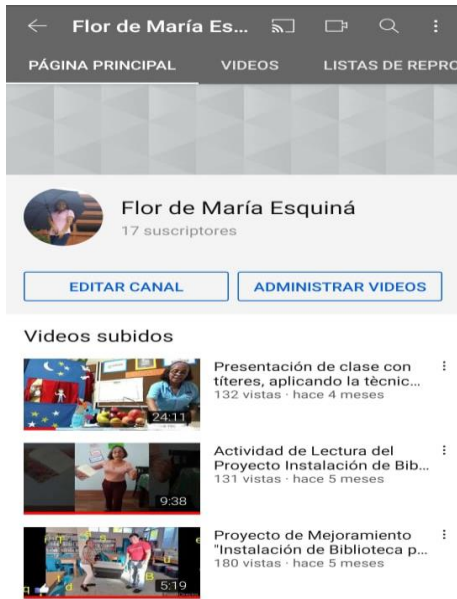 Flor de María Es...
PÁGINA PRINCIPAL VIDEOS LISTAS DE REPRO
Flor de María Esquiná
17 suscriptores
EDITAR CANAL ADMINISTRAR VIDEOS
Videos subidos
Presentación de clase con
títeres, aplicando la tècnic...
132 vistas · hace 4 meses
24:11
Actividad de Lectura del
Proyecto Instalación de Bib...
131 vistas · hace 5 meses
9:38
Proyecto de Mejoramiento
"Instalación de Biblioteca p...
180 vistas · hace 5 meses
5:19